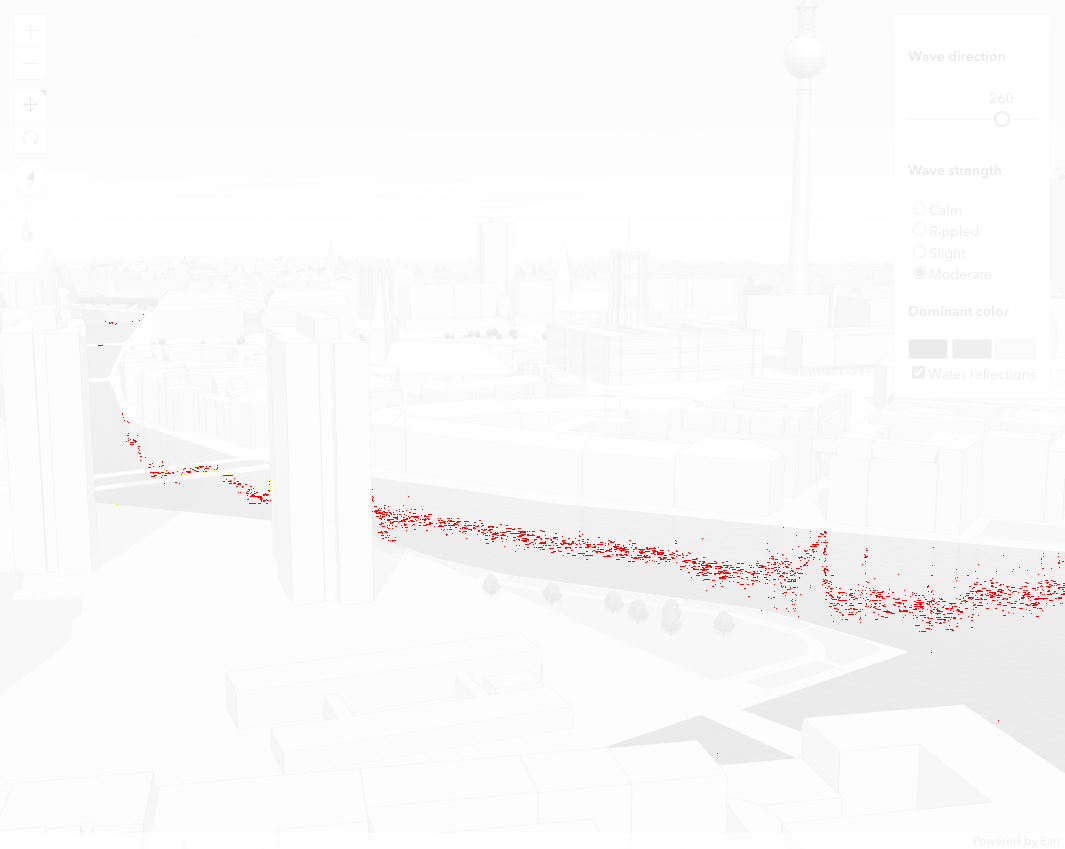 Wave direction
260
Wave strength
Calm
Rippled
Slight
Moderate
Dominant color
Water reflections
Powered by Esri